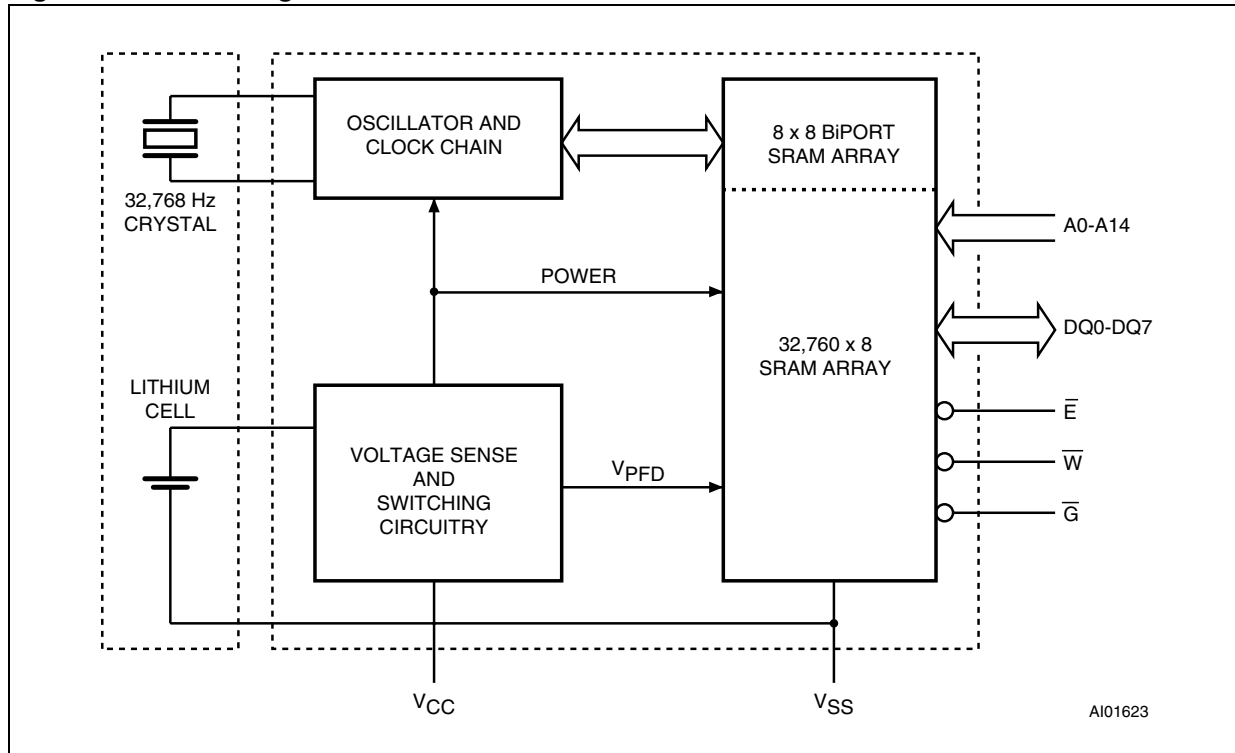 OSCILLATOR AND
CLOCK CHAIN
8 x 8 BiPORT
SRAM ARRAY
32,768 Hz
CRYSTAL
A0-A14
POWER
DQ0-DQ7
32,760 x 8
SRAM ARRAY
LITHIUM
CELL
E̅
VOLTAGE SENSE
AND
SWITCHING
CIRCUITRY
VPFD
W̅
G̅
VCC
VSS
AI01623